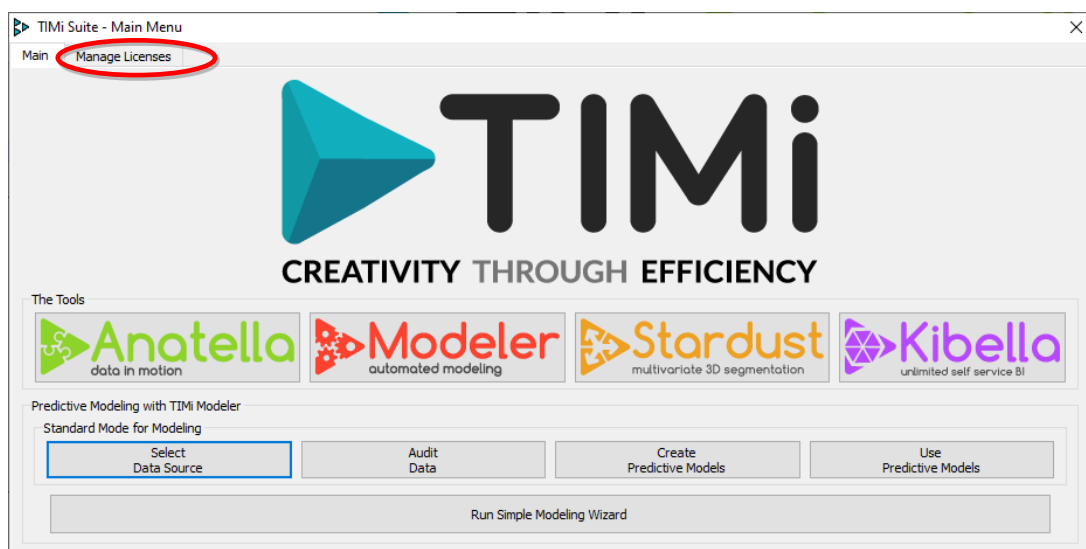 TIMi Suite - Main Menu
Main Manage Licenses
TIMi
CREATIVITY THROUGH EFFICIENCY
The Tools
Anatella Modeler Stardust Kibella
data in motion automated modeling multivariate 3D segmentation unlimited self service BI
Predictive Modeling with TIMi Modeler
Standard Mode for Modeling
Select Audit Create Use
Data Source Data Predictive Models Predictive Models
Run Simple Modeling Wizard